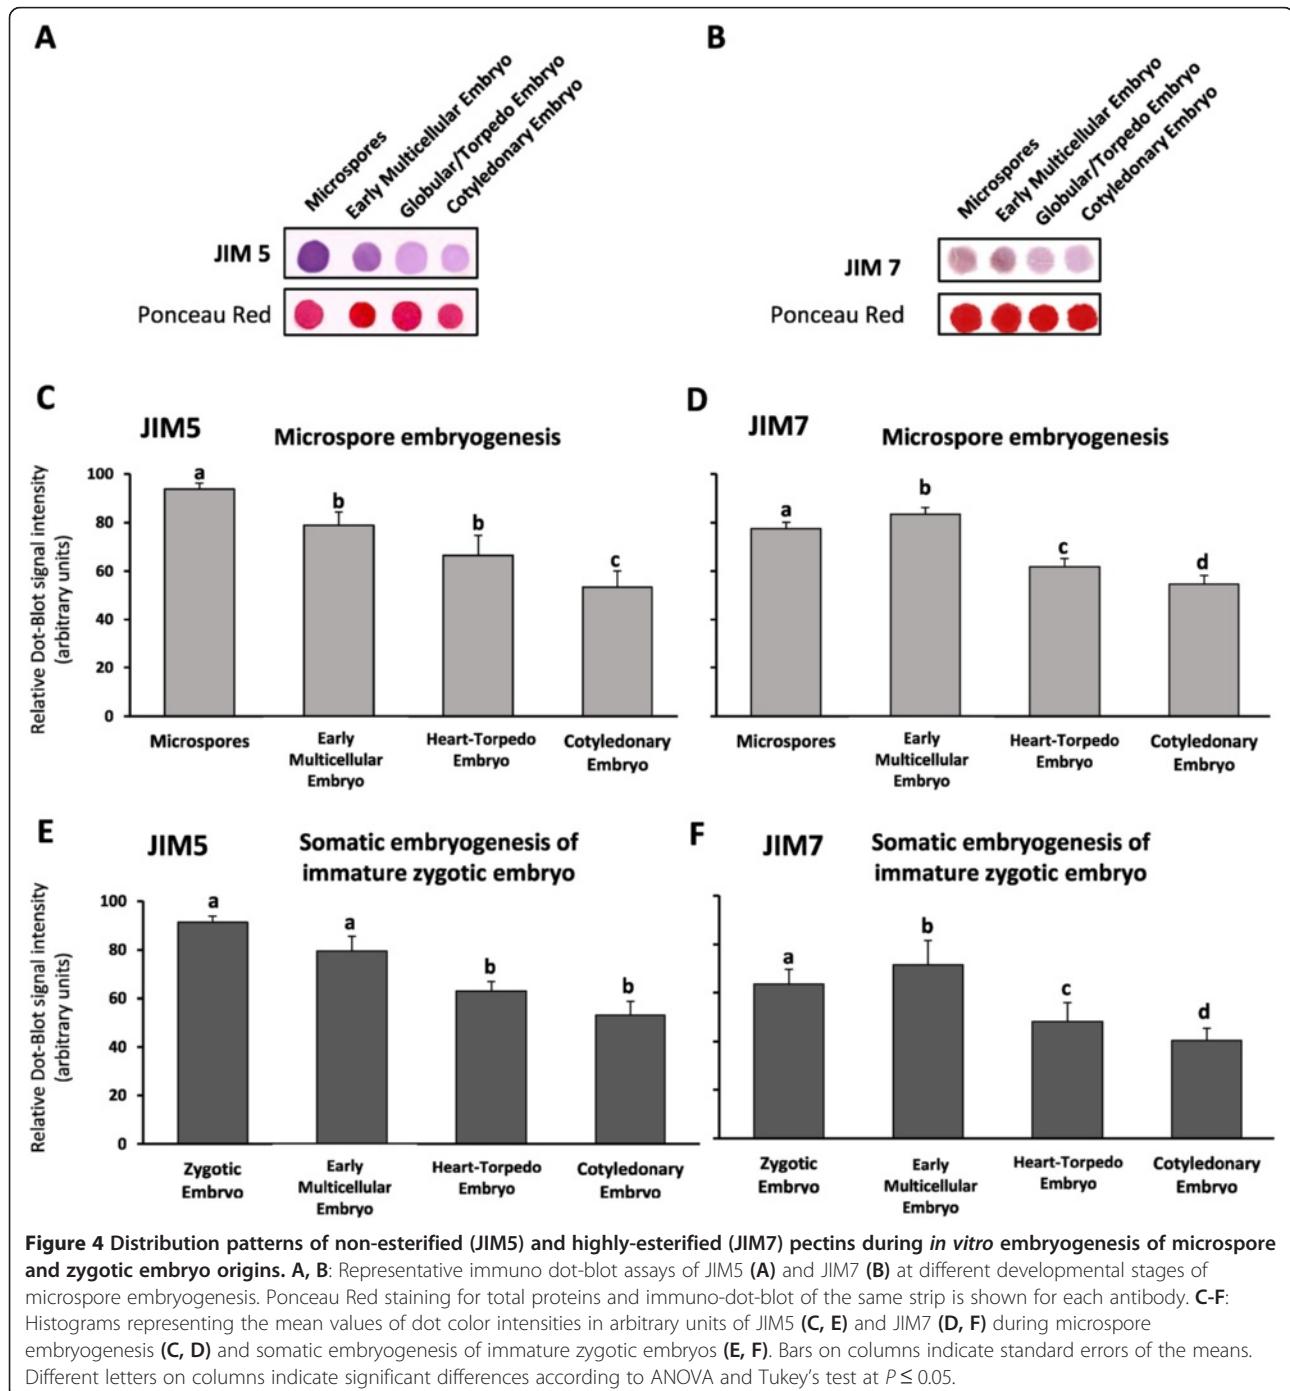 A
B
Microspores
Early Multicellular Embryo
Globular/Torpedo Embryo
Cotyledonary Embryo
JIM 5
Ponceau Red
Microspores
Early Multicellular Embryo
Globular/Torpedo Embryo
Cotyledonary Embryo
JIM 7
Ponceau Red
C
JIM5
Microspore embryogenesis
Relative Dot-Blot signal intensity
(arbitrary units)
100
80
60
40
20
0
a
b
b
c
Microspores
Early
Multicellular
Embryo
Heart-Torpedo
Embryo
Cotyledonary
Embryo
D
JIM7
Microspore embryogenesis
a
b
c
d
Microspores
Early
Multicellular
Embryo
Heart-Torpedo
Embryo
Cotyledonary
Embryo
E
JIM5
Somatic embryogenesis of
immature zygotic embryo
Relative Dot-Blot signal intensity
(arbitrary units)
100
80
60
40
20
0
a
a
b
b
Zygotic
Embryo
Early
Multicellular
Embryo
Heart-Torpedo
Embryo
Cotyledonary
Embryo
F
JIM7
Somatic embryogenesis of
immature zygotic embryo
a
b
c
d
Zygotic
Embryo
Early
Multicellular
Embryo
Heart-Torpedo
Embryo
Cotyledonary
Embryo
Figure 4 Distribution patterns of non-esterified (JIM5) and highly-esterified (JIM7) pectins during in vitro embryogenesis of microspore
and zygotic embryo origins. A, B: Representative immuno dot-blot assays of JIM5 (A) and JIM7 (B) at different developmental stages of
microspore embryogenesis. Ponceau Red staining for total proteins and immuno-dot-blot of the same strip is shown for each antibody. C-F:
Histograms representing the mean values of dot color intensities in arbitrary units of JIM5 (C, E) and JIM7 (D, F) during microspore
embryogenesis (C, D) and somatic embryogenesis of immature zygotic embryos (E, F). Bars on columns indicate standard errors of the means.
Different letters on columns indicate significant differences according to ANOVA and Tukey's test at P ≤ 0.05.